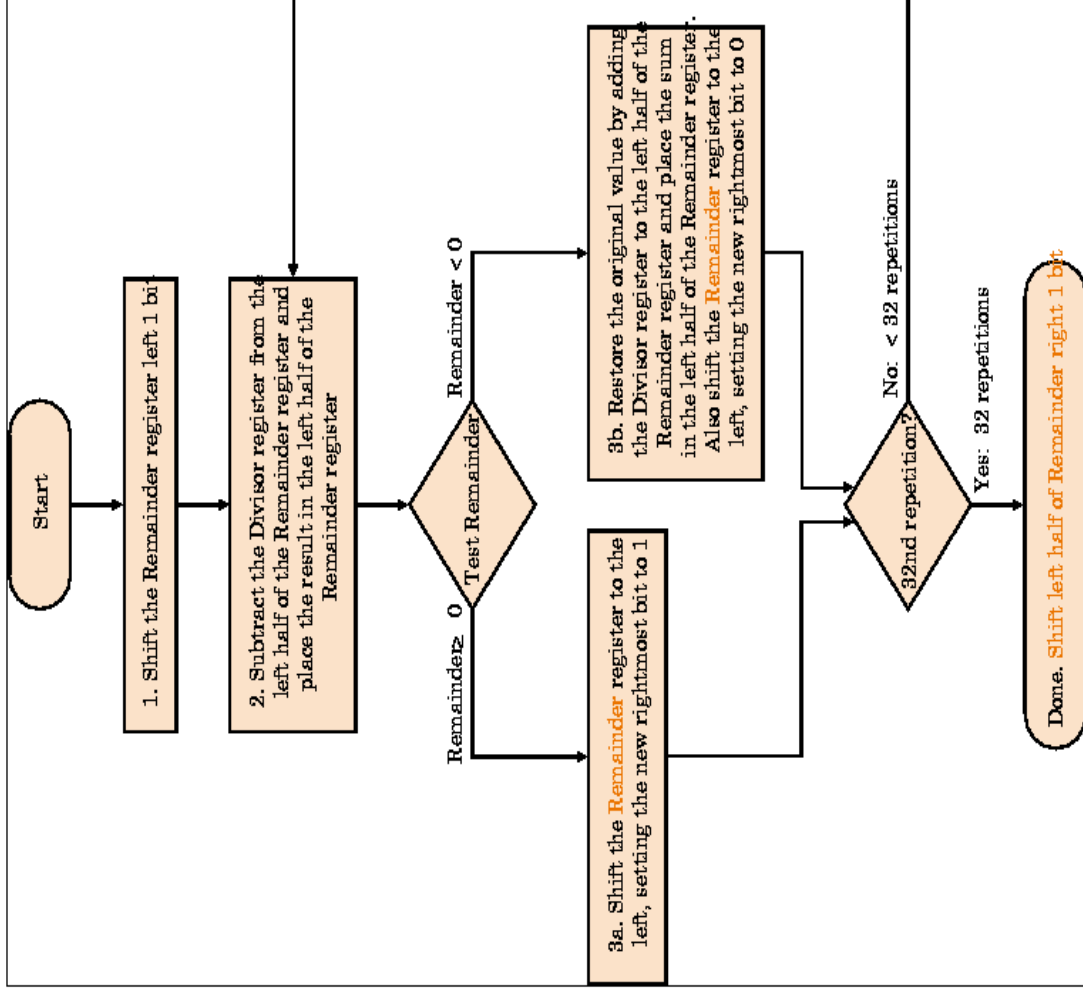 Start
1. Shift the Remainder register left 1 bit
2. Subtract the Divisor register from the
left half of the Remainder register and
place the result in the left half of the
Remainder register
Test Remainder
Remainder≥ 0
Remainder < 0
3a. Shift the Remainder register to the
left, setting the new rightmost bit to 1
3b. Restore the original value by adding
the Divisor register to the left half of the
Remainder register and place the sum
in the left half of the Remainder register.
Also shift the Remainder register to the
left, setting the new rightmost bit to 0
32nd repetition?
No: < 32 repetitions
Yes: 32 repetitions
Done. Shift left half of Remainder right 1 bit